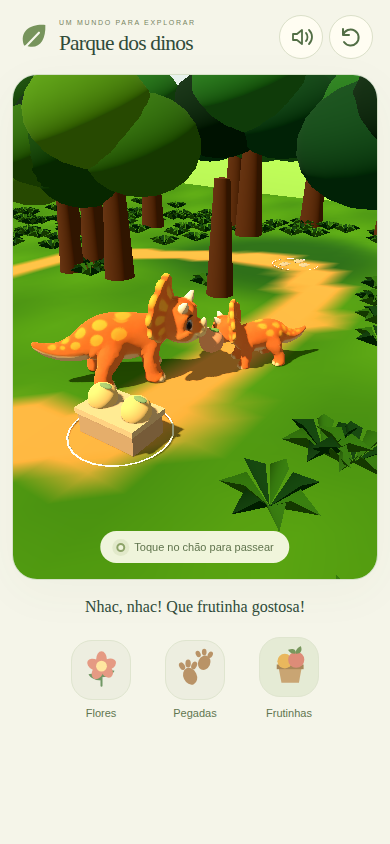 UM MUNDO PARA EXPLORAR
Parque dos dinos
Toque no chão para passear
Nhac, nhac! Que frutinha gostosa!
Flores
Pegadas
Frutinhas